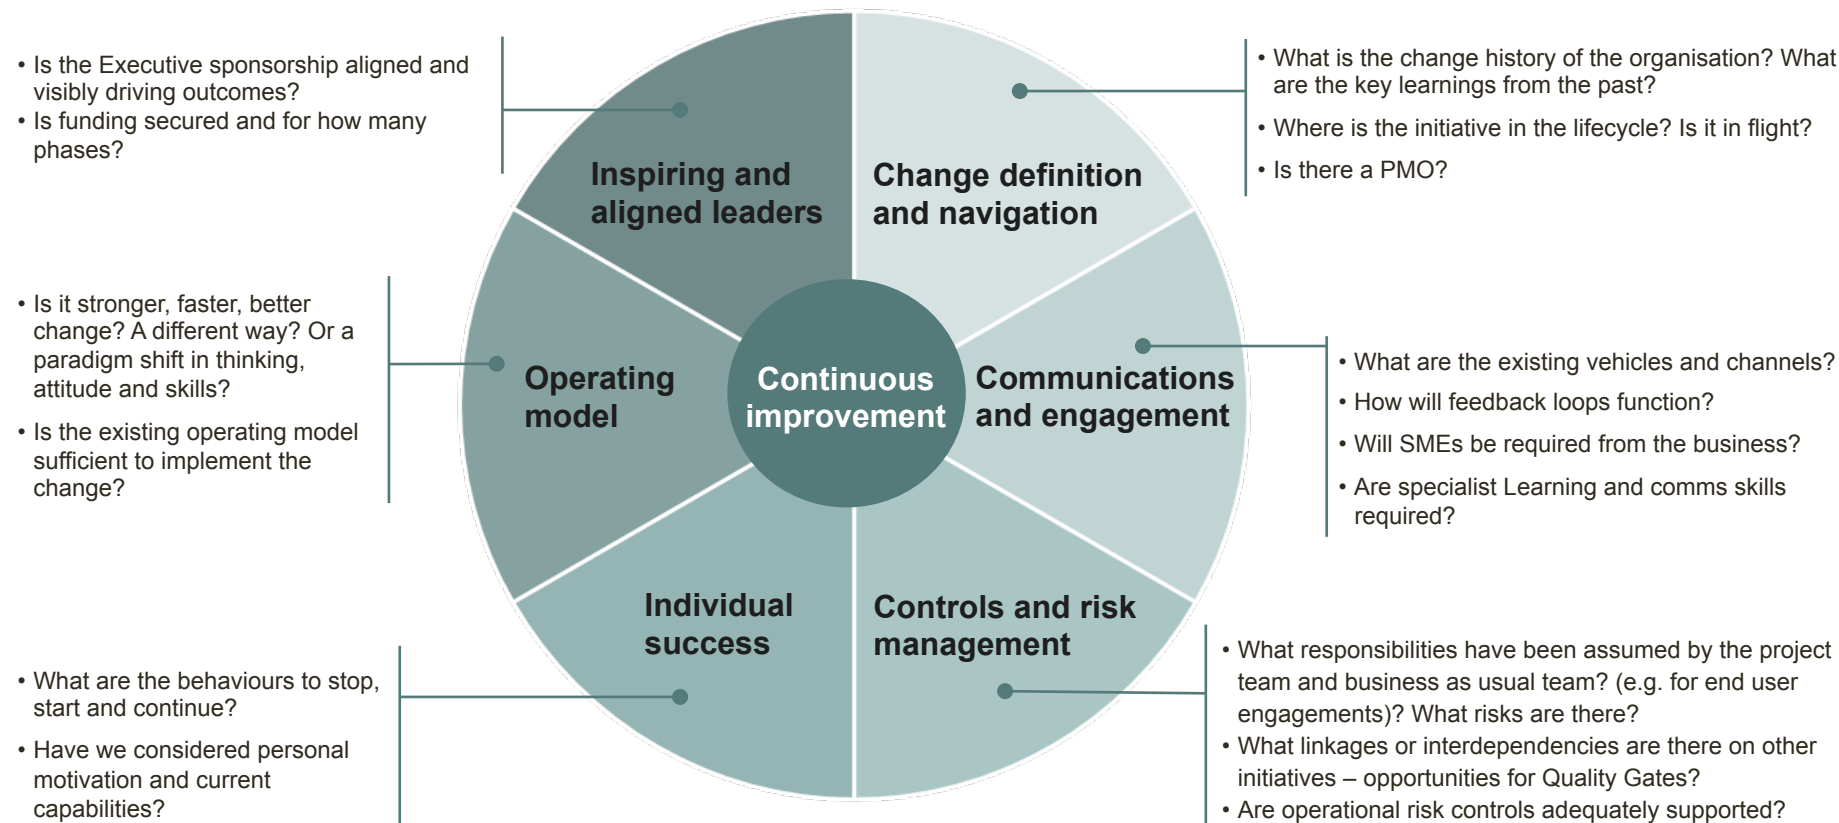 • Is the Executive sponsorship aligned and
visibly driving outcomes?
• Is funding secured and for how many
phases?
Inspiring and
aligned leaders
Change definition
and navigation
• What is the change history of the organisation? What
are the key learnings from the past?
• Where is the initiative in the lifecycle? Is it in flight?
• Is there a PMO?
• Is it stronger, faster, better
change? A different way? Or a
paradigm shift in thinking,
attitude and skills?
• Is the existing operating model
sufficient to implement the
change?
Operating
model
Continuous
improvement
Communications
and engagement
• What are the existing vehicles and channels?
• How will feedback loops function?
• Will SMEs be required from the business?
• Are specialist Learning and comms skills
required?
Individual
success
Controls and risk
management
• What are the behaviours to stop,
start and continue?
• Have we considered personal
motivation and current
capabilities?
• What responsibilities have been assumed by the project
team and business as usual team? (e.g. for end user
engagements)? What risks are there?
• What linkages or interdependencies are there on other
initiatives – opportunities for Quality Gates?
• Are operational risk controls adequately supported?